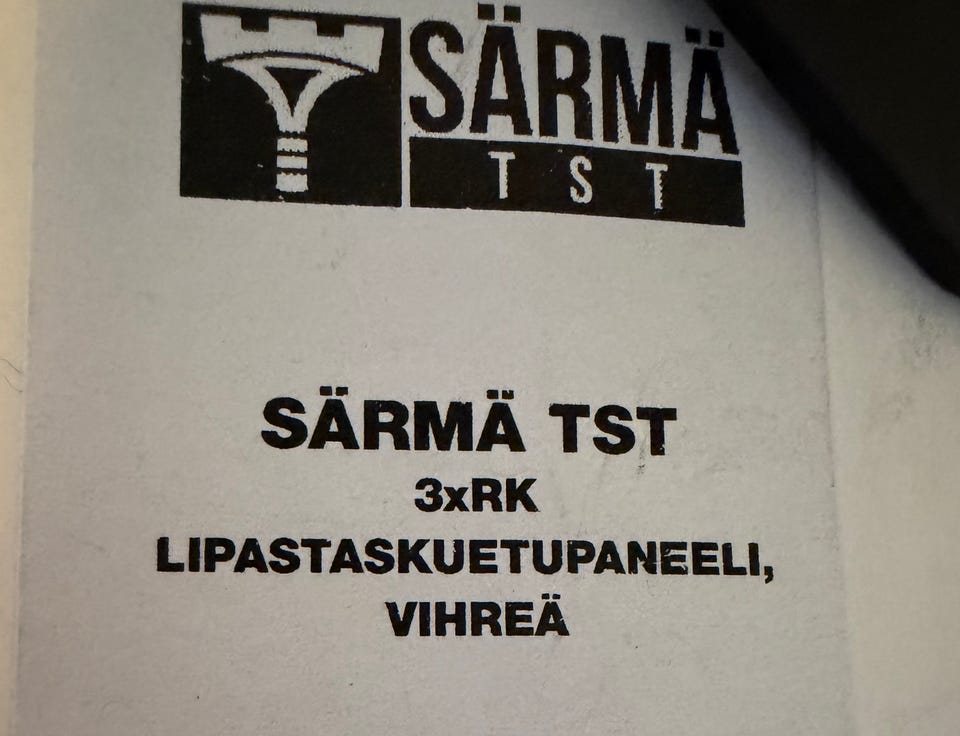 SÄRMÄ
TST
SÄRMÄ TST
3xRK
LIPASTASKUETUPANEELI,
VIHREÄ